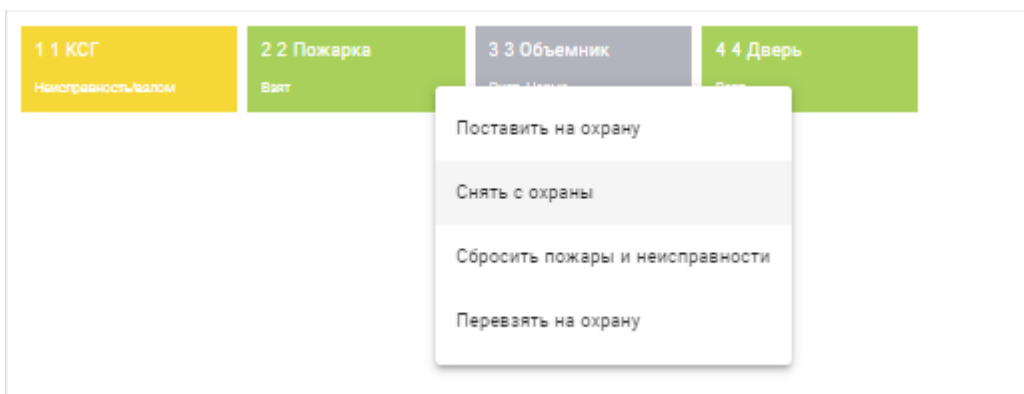 1 1 КСГ
2 2 Пожарка
3 3 Объемник
4 4 Дверь
Неисправность/взлом
Взят
Поставить на охрану
Снять с охраны
Сбросить пожары и неисправности
Перевзять на охрану